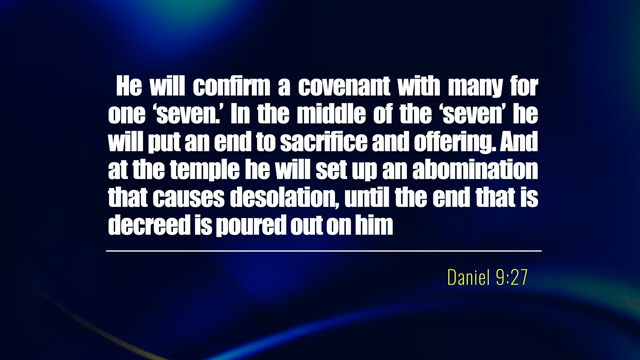 He will confirm a covenant with many for
one ‘seven.’ In the middle of the ‘seven’ he
will put an end to sacrifice and offering. And
at the temple he will set up an abomination
that causes desolation, until the end that is
decreed is poured out on him
Daniel 9:27